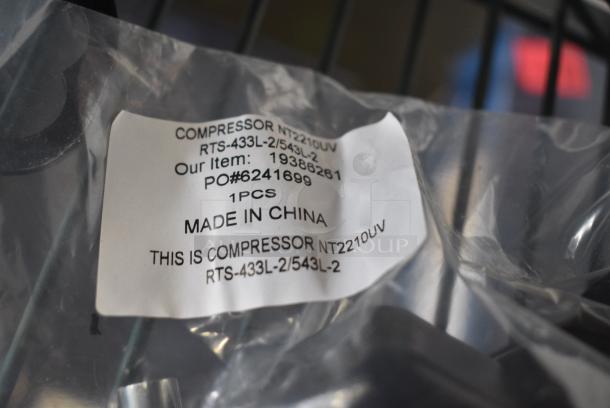 COMPRESSOR NT2210UV
RTS-433L-2/543L-2
Our Item: 19386261
PO#6241699
1PCS
MADE IN CHINA
THIS IS COMPRESSOR NT2210UV
RTS-433L-2/543L-2